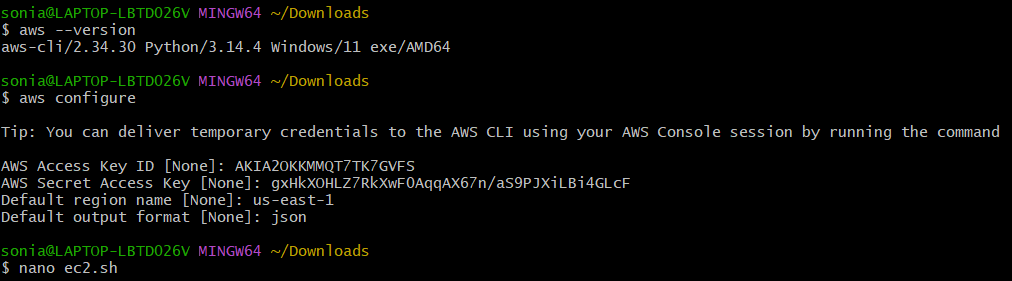 sonia@LAPTOP-LBTDO26V MINGW64 ~/Downloads
$ aws --version
aws-cli/2.34.30 Python/3.14.4 Windows/11 exe/AMD64
sonia@LAPTOP-LBTDO26V MINGW64 ~/Downloads
$ aws configure
Tip: You can deliver temporary credentials to the AWS CLI using your AWS Console session by running the command
AWS Access Key ID [None]: AKIA2OKKMMQT7TK7GVFS
AWS Secret Access Key [None]: gxHkXOHLZ7RkXwFOAqqAX67n/aS9PJXiLBi4GLcF
Default region name [None]: us-east-1
Default output format [None]: json
sonia@LAPTOP-LBTDO26V MINGW64 ~/Downloads
$ nano ec2.sh